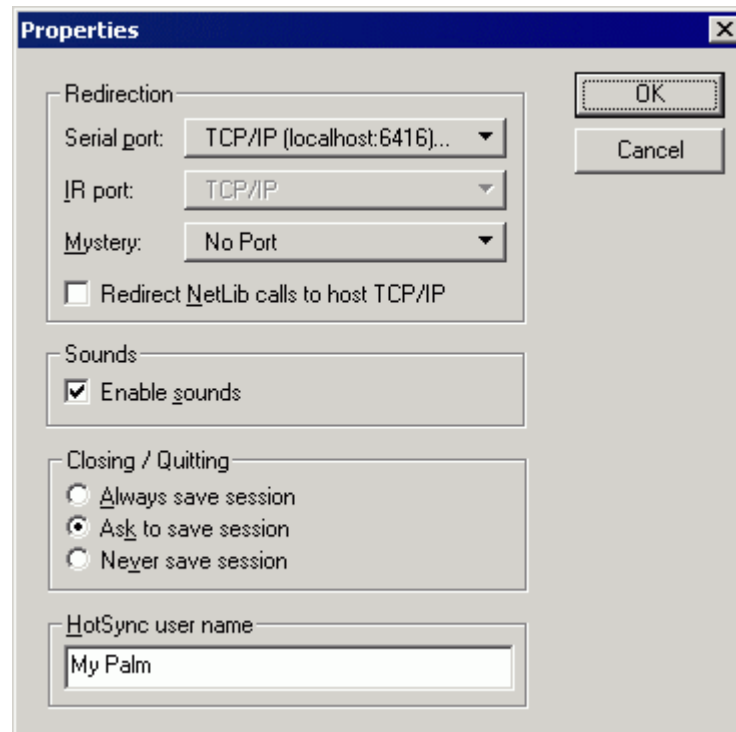 Properties
Redirection
OK
Serial port: TCP/IP (localhost:6416)...
Cancel
IR port: TCP/IP
Mystery: No Port
Redirect NetLib calls to host TCP/IP
Sounds
Enable sounds
Closing / Quitting
Always save session
Ask to save session
Never save session
HotSync user name
My Palm